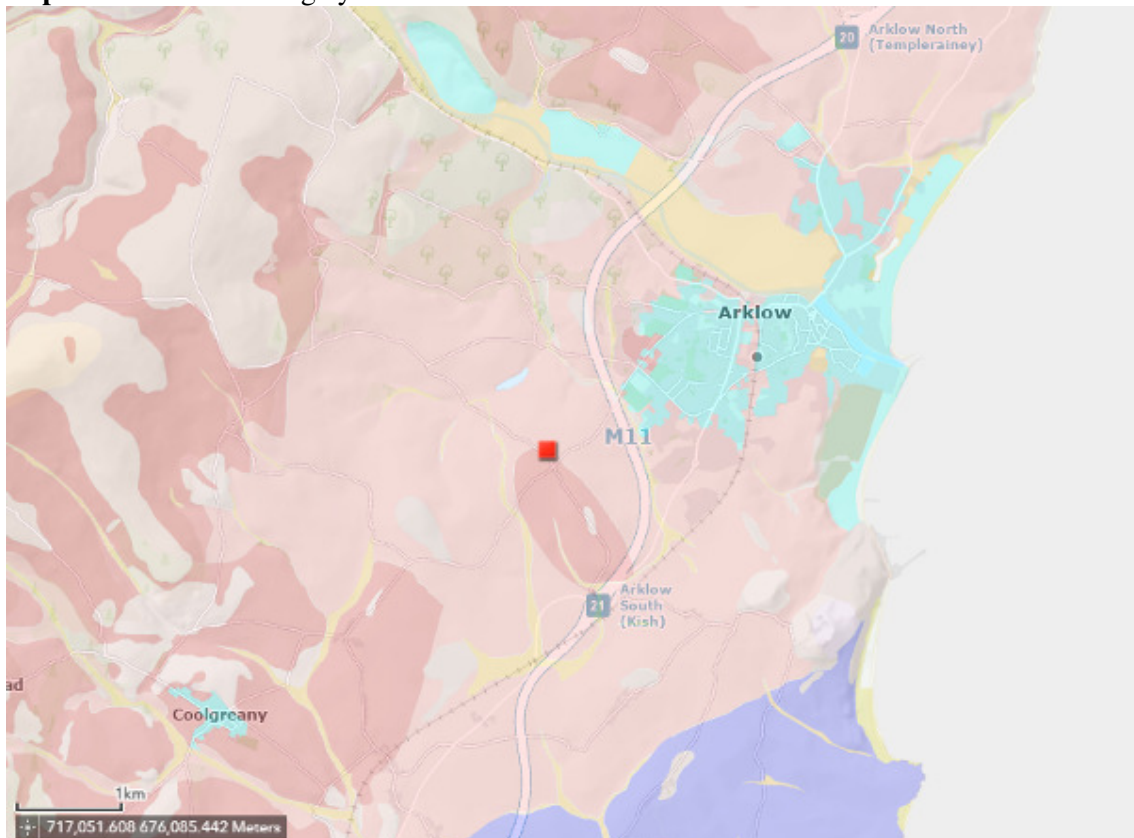 20
Arklow North
(Templerainey)
Arklow
M11
21
Arklow
South
(Kish)
ad
Coolgreany
1km
717,051.608 676,085.442 Meters